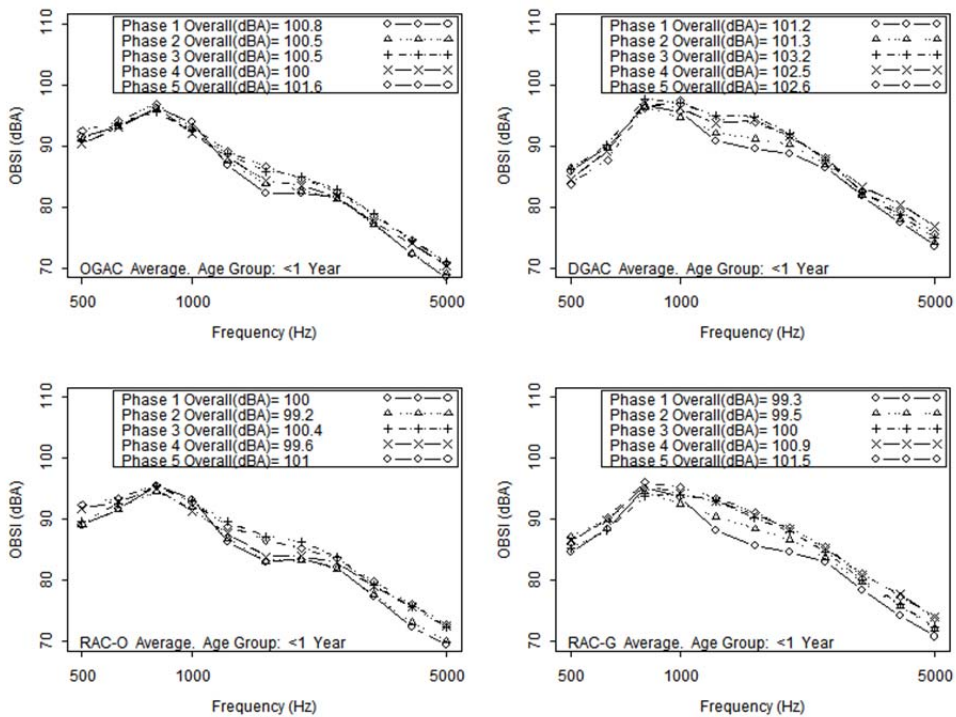 110
Phase 1 Overall(dBA)= 100.8
Phase 2 Overall(dBA)= 100.5
Phase 3 Overall(dBA)= 100.5
Phase 4 Overall(dBA)= 100
Phase 5 Overall(dBA)= 101.6
100
90
80
70
OBSI (dBA)
OGAC Average. Age Group: <1 Year
500
1000
5000
Frequency (Hz)
110
Phase 1 Overall(dBA)= 101.2
Phase 2 Overall(dBA)= 101.3
Phase 3 Overall(dBA)= 103.2
Phase 4 Overall(dBA)= 102.5
Phase 5 Overall(dBA)= 102.6
100
90
80
70
OBSI (dBA)
DGAC Average. Age Group: <1 Year
500
1000
5000
Frequency (Hz)
110
Phase 1 Overall(dBA)= 100
Phase 2 Overall(dBA)= 99.2
Phase 3 Overall(dBA)= 100.4
Phase 4 Overall(dBA)= 99.6
Phase 5 Overall(dBA)= 101
100
90
80
70
OBSI (dBA)
RAC-O Average. Age Group: <1 Year
500
1000
5000
Frequency (Hz)
110
Phase 1 Overall(dBA)= 99.3
Phase 2 Overall(dBA)= 99.5
Phase 3 Overall(dBA)= 100
Phase 4 Overall(dBA)= 100.9
Phase 5 Overall(dBA)= 101.5
100
90
80
70
OBSI (dBA)
RAC-G Average. Age Group: <1 Year
500
1000
5000
Frequency (Hz)